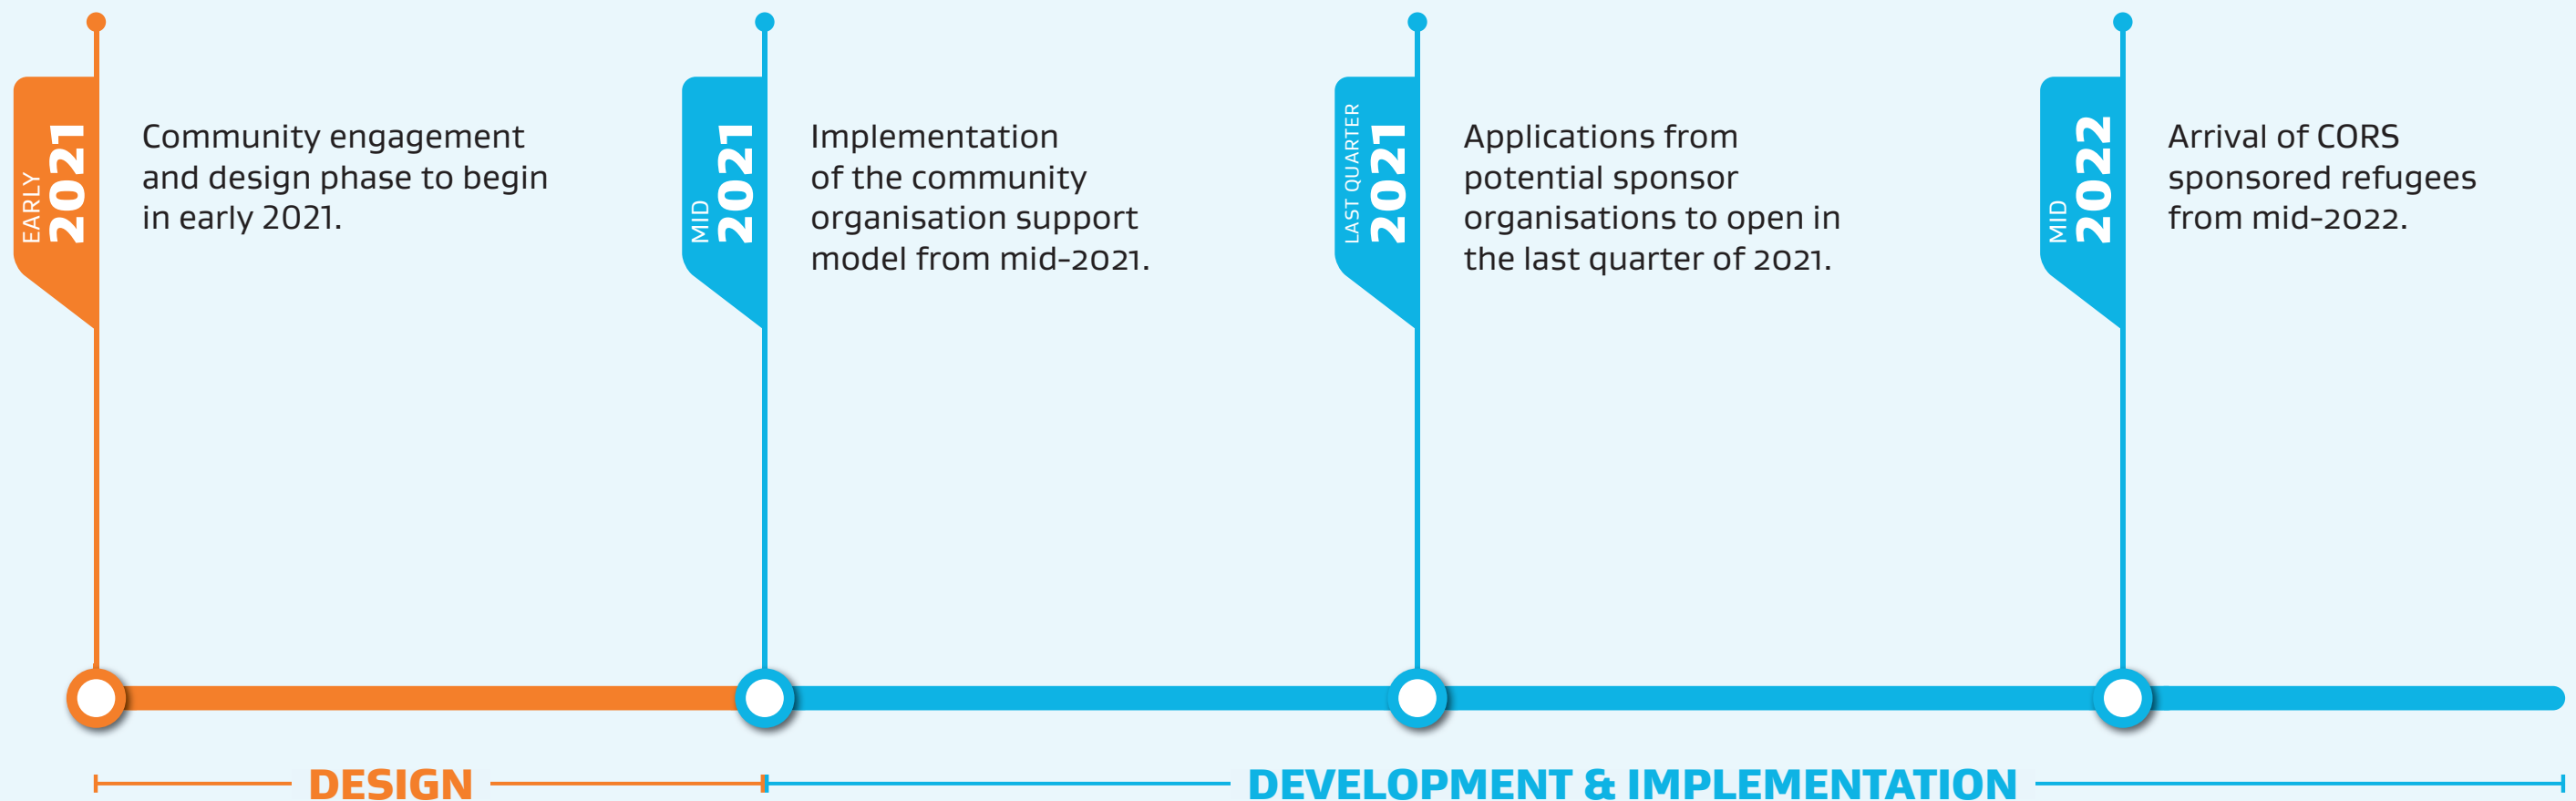 EARLY
2021
Community engagement
and design phase to begin
in early 2021.
MID
2021
Implementation
of the community
organisation support
model from mid-2021.
LAST QUARTER
2021
Applications from
potential sponsor
organisations to open in
the last quarter of 2021.
MID
2022
Arrival of CORS
sponsored refugees
from mid-2022.
DESIGN
DEVELOPMENT & IMPLEMENTATION